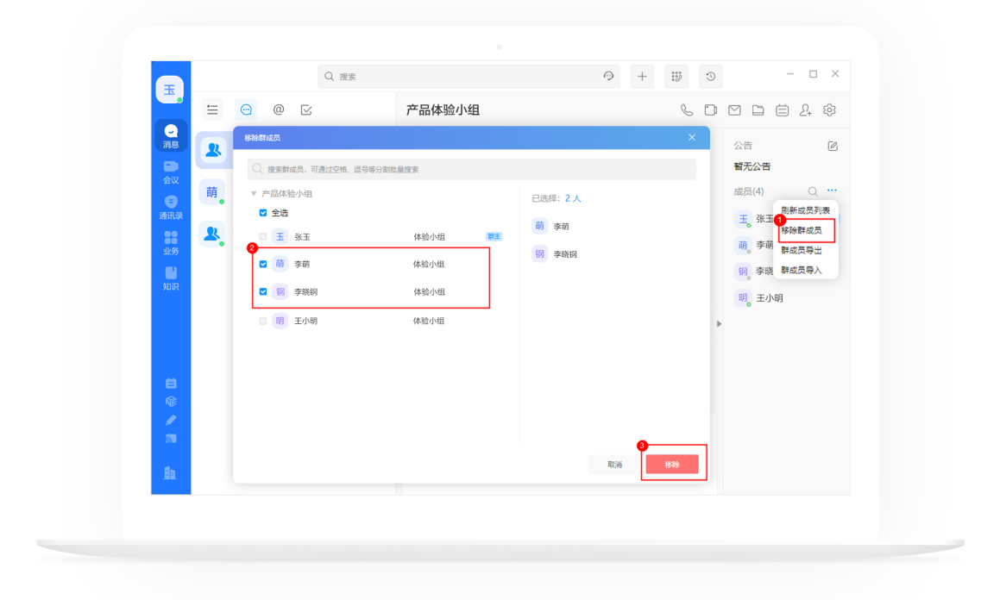 玉
搜索
消息
会议
通讯录
业务
知识
@
产品体验小组
萌
移除群成员
搜索群成员，可通过空格、逗号等分割批量搜索
产品体验小组
全选
玉 张玉 体验小组 群主
2
萌 李萌 体验小组
钢 李晓钢 体验小组
明 王小明 体验小组
已选择：2 人
萌 李萌
钢 李晓钢
3
取消 移除
公告
暂无公告
成员(4)
玉 张玉
萌 李萌
钢 李晓
明 王小明
刷新成员列表
1
移除群成员
群成员导出
群成员导入